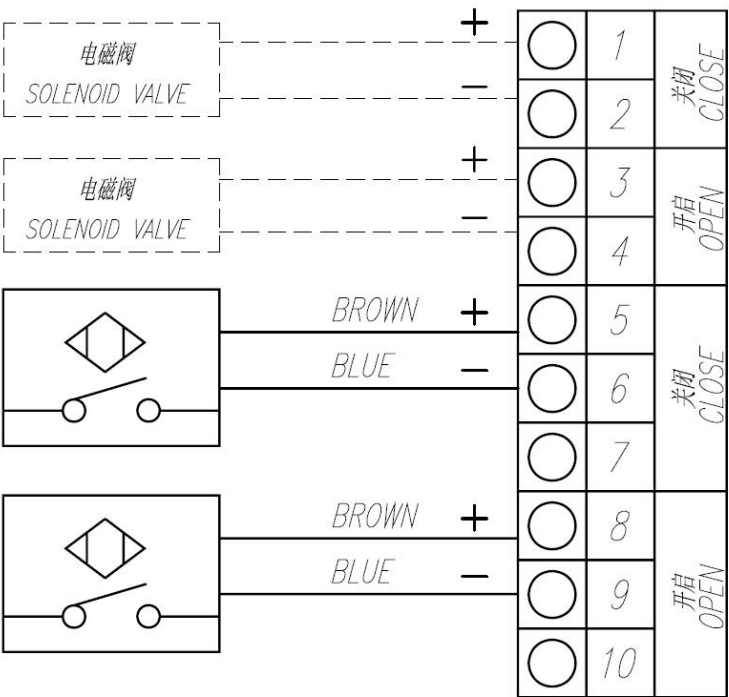 电磁阀
SOLENOID VALVE
+
−
1
2
关闭
CLOSE
电磁阀
SOLENOID VALVE
+
−
3
4
开启
OPEN
BROWN +
BLUE −
5
6
7
关闭
CLOSE
BROWN +
BLUE −
8
9
10
开启
OPEN